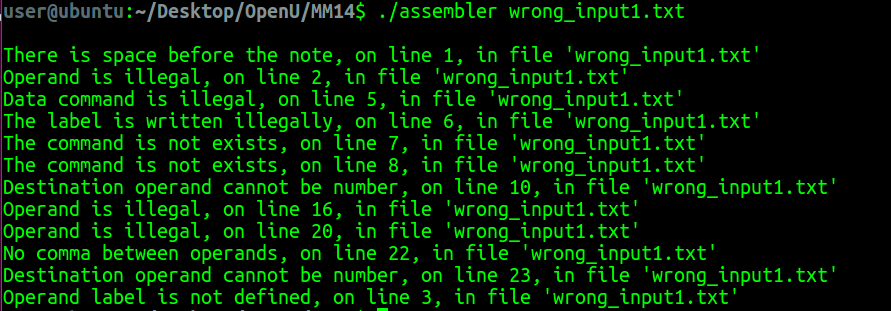 user@ubuntu:~/Desktop/OpenU/MM14$ ./assembler wrong_input1.txt
There is space before the note, on line 1, in file 'wrong_input1.txt'
Operand is illegal, on line 2, in file 'wrong_input1.txt'
Data command is illegal, on line 5, in file 'wrong_input1.txt'
The label is written illegally, on line 6, in file 'wrong_input1.txt'
The command is not exists, on line 7, in file 'wrong_input1.txt'
The command is not exists, on line 8, in file 'wrong_input1.txt'
Destination operand cannot be number, on line 10, in file 'wrong_input1.txt'
Operand is illegal, on line 16, in file 'wrong_input1.txt'
Operand is illegal, on line 20, in file 'wrong_input1.txt'
No comma between operands, on line 22, in file 'wrong_input1.txt'
Destination operand cannot be number, on line 23, in file 'wrong_input1.txt'
Operand label is not defined, on line 3, in file 'wrong_input1.txt'